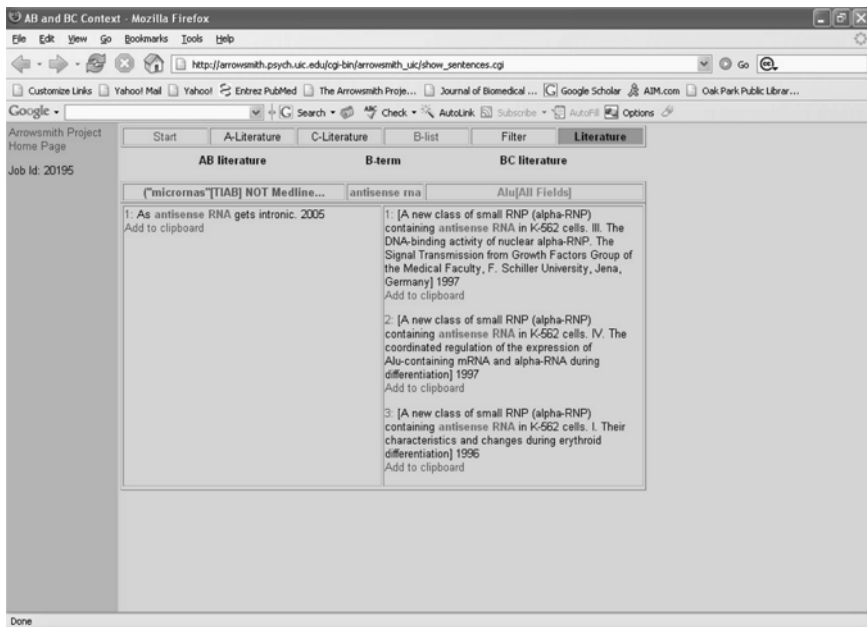 AB and BC Context - Mozilla Firefox
File Edit View Go Bookmarks Tools Help
http://arrowsmith.psych.uic.edu/cgi-bin/arrowsmith_uic/show_sentences.cgi Go
Customize Links Yahoo! Mail Yahoo! Entrez PubMed The Arrowsmith Proje... Journal of Biomedical ... Google Scholar AIM.com Oak Park Public Librar...
Google Search Check AutoLink Subscribe AutoFill Options
Arrowsmith Project
Home Page
Job Id: 20195
Start A-Literature C-Literature B-list Filter Literature
AB literature B-term BC literature
("micrornas"[TIAB] NOT Medline... antisense rna Alu[All Fields]
1: As antisense RNA gets intronic. 2005
Add to clipboard
1: [A new class of small RNP (alpha-RNP)
containing antisense RNA in K-562 cells. III. The
DNA-binding activity of nuclear alpha-RNP. The
Signal Transmission from Growth Factors Group of
the Medical Faculty, F. Schiller University, Jena,
Germany] 1997
Add to clipboard
2: [A new class of small RNP (alpha-RNP)
containing antisense RNA in K-562 cells. IV. The
coordinated regulation of the expression of
Alu-containing mRNA and alpha-RNA during
differentiation] 1997
Add to clipboard
3: [A new class of small RNP (alpha-RNP)
containing antisense RNA in K-562 cells. I. Their
characteristics and changes during erythroid
differentiation] 1996
Add to clipboard
Done